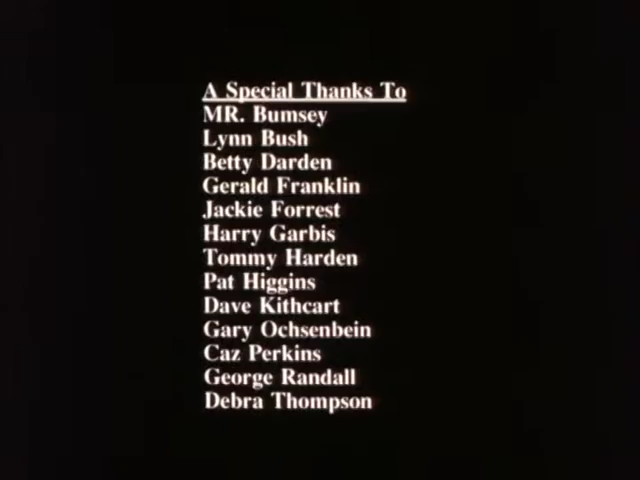 A Special Thanks To
MR. Bumsey
Lynn Bush
Betty Darden
Gerald Franklin
Jackie Forrest
Harry Garbis
Tommy Harden
Pat Higgins
Dave Kithcart
Gary Ochsenbein
Caz Perkins
George Randall
Debra Thompson